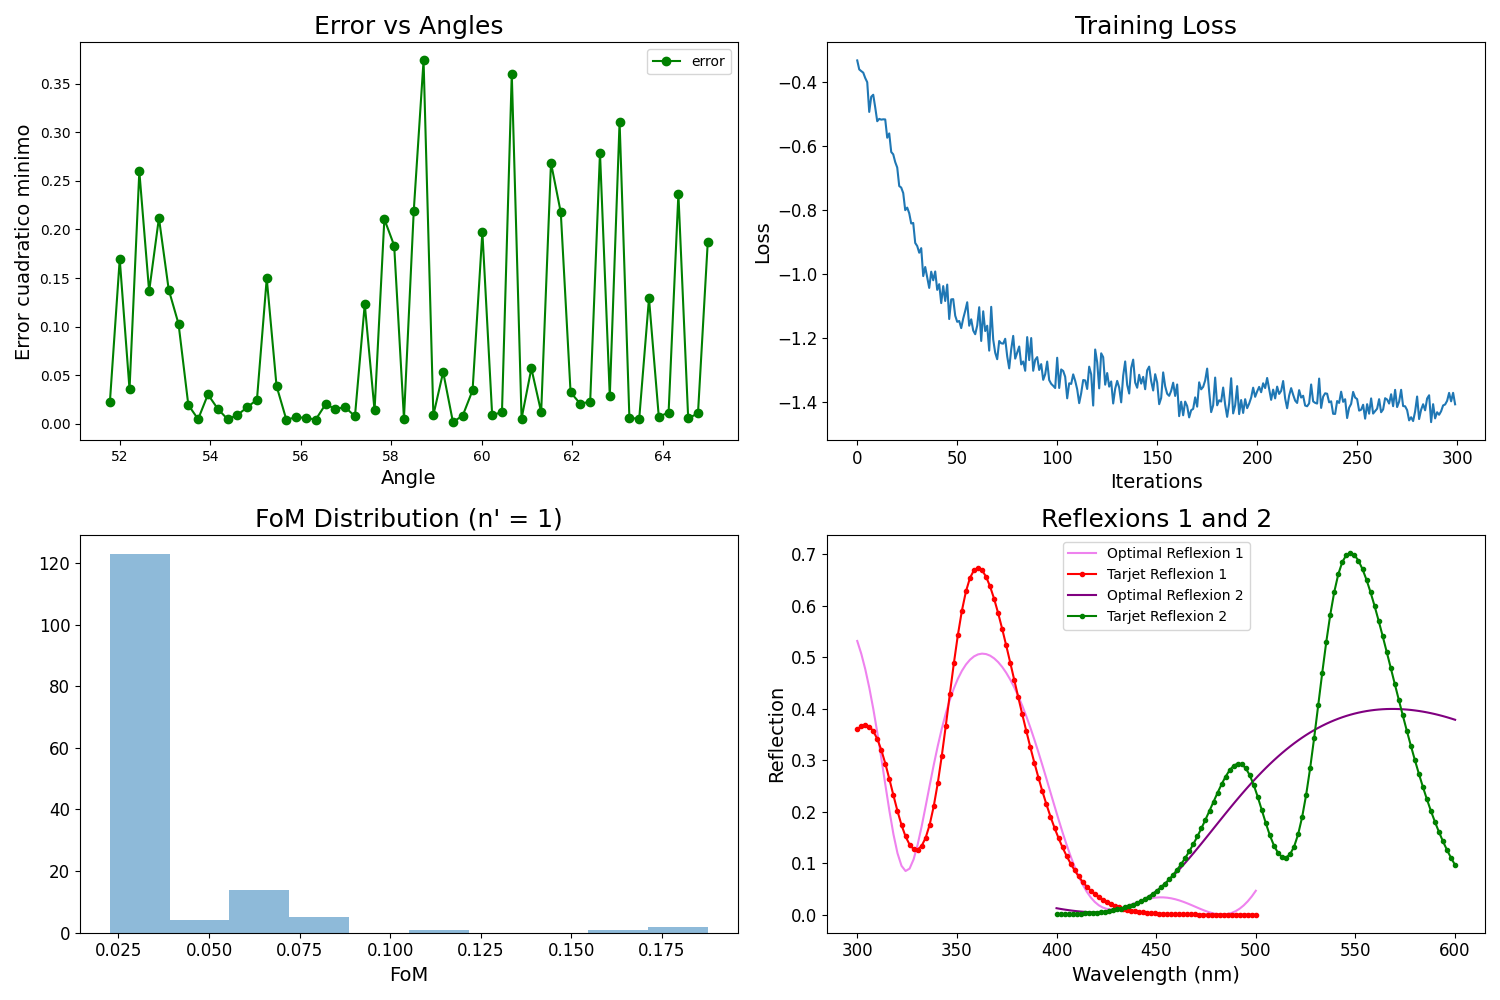 Error vs Angles
error
Error cuadratico minimo
0.35
0.30
0.25
0.20
0.15
0.10
0.05
0.00
52 54 56 58 60 62 64
Angle
Training Loss
Loss
−0.4
−0.6
−0.8
−1.0
−1.2
−1.4
0 50 100 150 200 250 300
Iterations
FoM Distribution (n' = 1)
120
100
80
60
40
20
0
0.025 0.050 0.075 0.100 0.125 0.150 0.175
FoM
Reflexions 1 and 2
Optimal Reflexion 1
Tarjet Reflexion 1
Optimal Reflexion 2
Tarjet Reflexion 2
Reflection
0.7
0.6
0.5
0.4
0.3
0.2
0.1
0.0
300 350 400 450 500 550 600
Wavelength (nm)